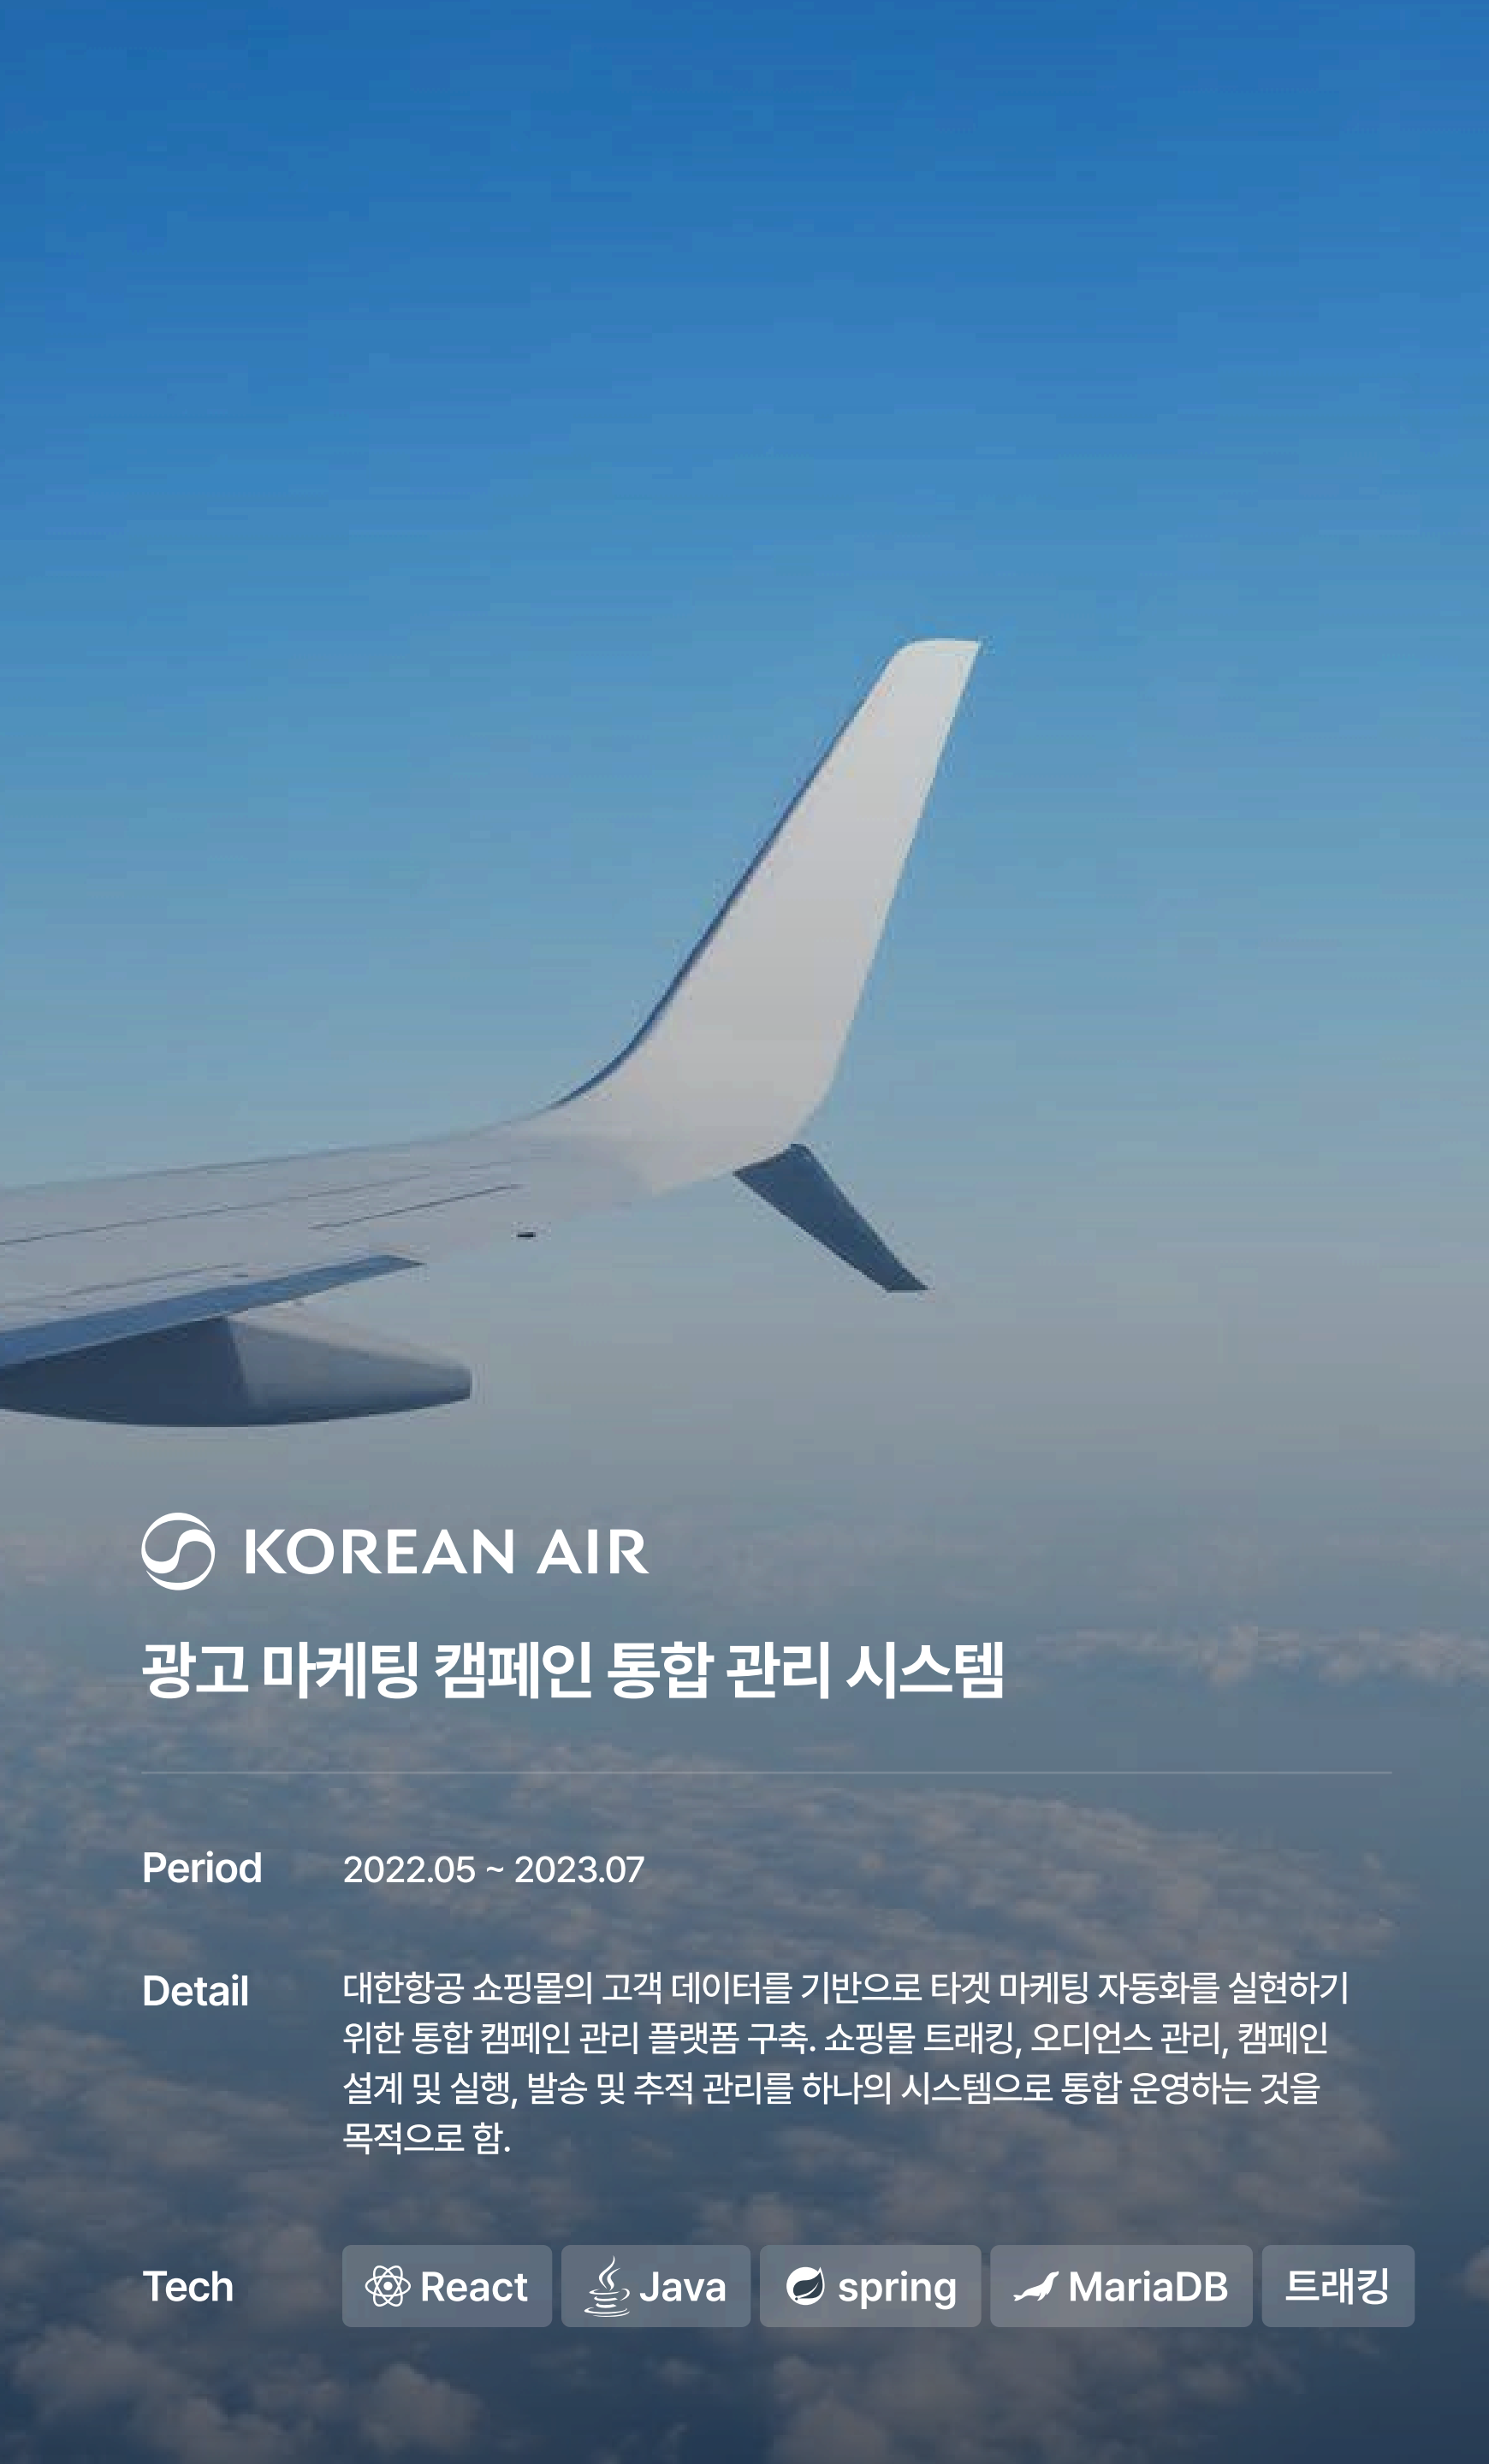 KOREAN AIR
광고 마케팅 캠페인 통합 관리 시스템
Period 2022.05 ~ 2023.07
Detail 대한항공 쇼핑몰의 고객 데이터를 기반으로 타겟 마케팅 자동화를 실현하기
위한 통합 캠페인 관리 플랫폼 구축. 쇼핑몰 트래킹, 오디언스 관리, 캠페인
설계 및 실행, 발송 및 추적 관리를 하나의 시스템으로 통합 운영하는 것을
목적으로 함.
Tech React Java spring MariaDB 트래킹